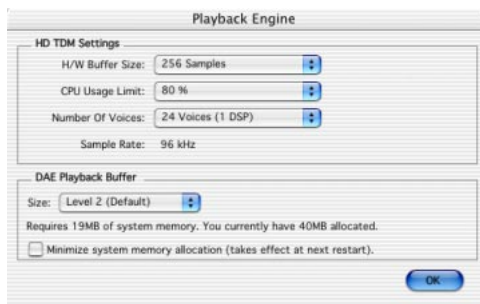 Playback Engine
HD TDM Settings
H/W Buffer Size: 256 Samples
CPU Usage Limit: 80 %
Number Of Voices: 24 Voices (1 DSP)
Sample Rate: 96 kHz
DAE Playback Buffer
Size: Level 2 (Default)
Requires 19MB of system memory. You currently have 40MB allocated.
Minimize system memory allocation (takes effect at next restart).
OK